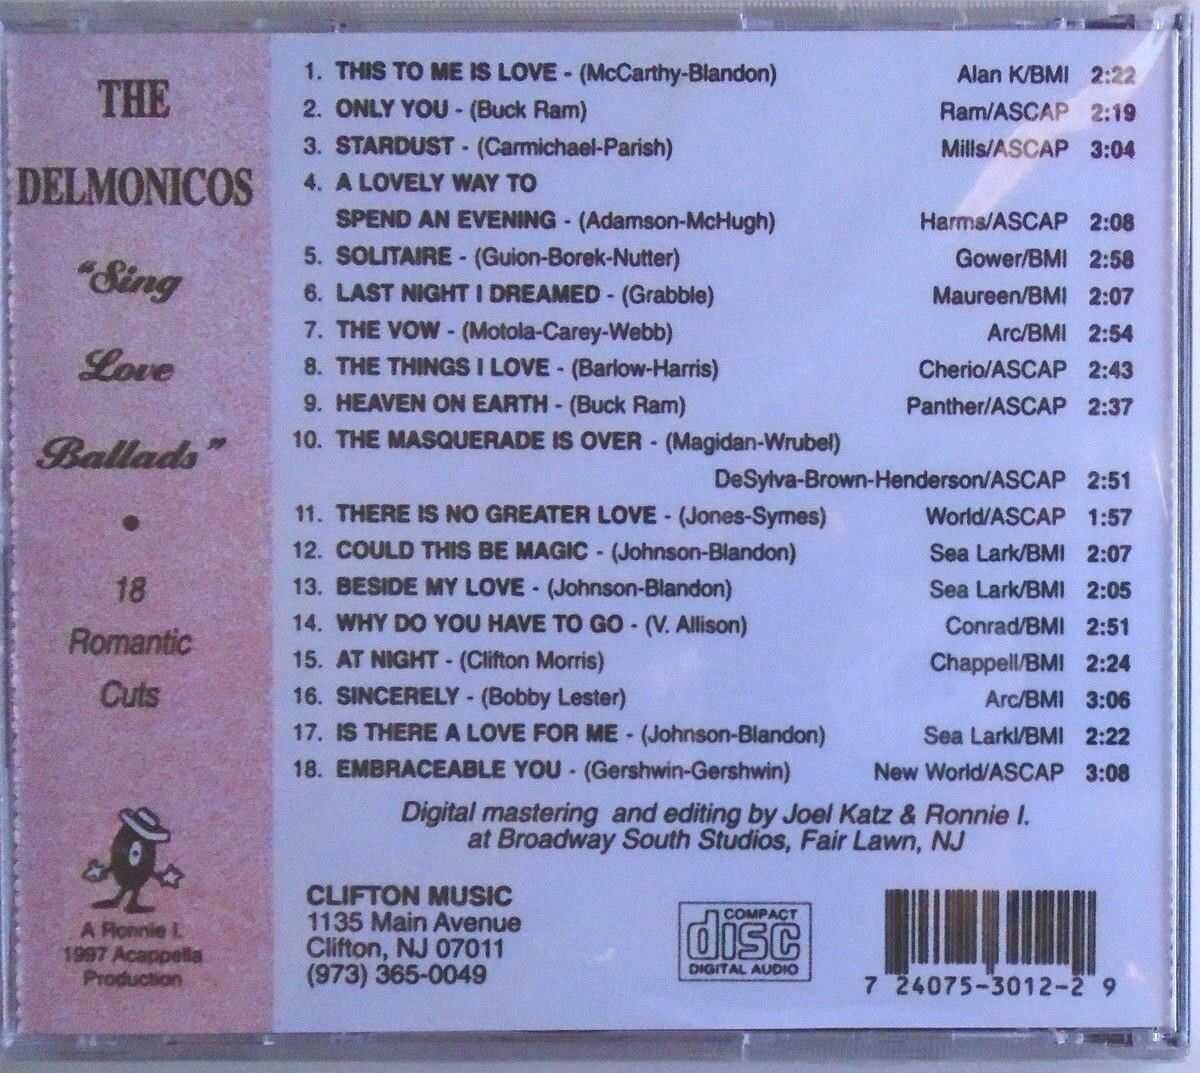 THE
DELMONICOS
"Sing
Love
Ballads"
•
18
Romantic
Cuts
A Ronnie I.
1997 Acappella
Production
1. THIS TO ME IS LOVE - (McCarthy-Blandon) Alan K/BMI 2:22
2. ONLY YOU - (Buck Ram) Ram/ASCAP 2:19
3. STARDUST - (Carmichael-Parish) Mills/ASCAP 3:04
4. A LOVELY WAY TO
SPEND AN EVENING - (Adamson-McHugh) Harms/ASCAP 2:08
5. SOLITAIRE - (Guion-Borek-Nutter) Gower/BMI 2:58
6. LAST NIGHT I DREAMED - (Grabble) Maureen/BMI 2:07
7. THE VOW - (Motola-Carey-Webb) Arc/BMI 2:54
8. THE THINGS I LOVE - (Barlow-Harris) Cherio/ASCAP 2:43
9. HEAVEN ON EARTH - (Buck Ram) Panther/ASCAP 2:37
10. THE MASQUERADE IS OVER - (Magidan-Wrubel)
DeSylva-Brown-Henderson/ASCAP 2:51
11. THERE IS NO GREATER LOVE - (Jones-Symes) World/ASCAP 1:57
12. COULD THIS BE MAGIC - (Johnson-Blandon) Sea Lark/BMI 2:07
13. BESIDE MY LOVE - (Johnson-Blandon) Sea Lark/BMI 2:05
14. WHY DO YOU HAVE TO GO - (V. Allison) Conrad/BMI 2:51
15. AT NIGHT - (Clifton Morris) Chappell/BMI 2:24
16. SINCERELY - (Bobby Lester) Arc/BMI 3:06
17. IS THERE A LOVE FOR ME - (Johnson-Blandon) Sea Larkl/BMI 2:22
18. EMBRACEABLE YOU - (Gershwin-Gershwin) New World/ASCAP 3:08
Digital mastering and editing by Joel Katz & Ronnie I.
at Broadway South Studios, Fair Lawn, NJ
CLIFTON MUSIC
1135 Main Avenue
Clifton, NJ 07011
(973) 365-0049
COMPACT
disc
DIGITAL AUDIO
7 24075-3012-2 9